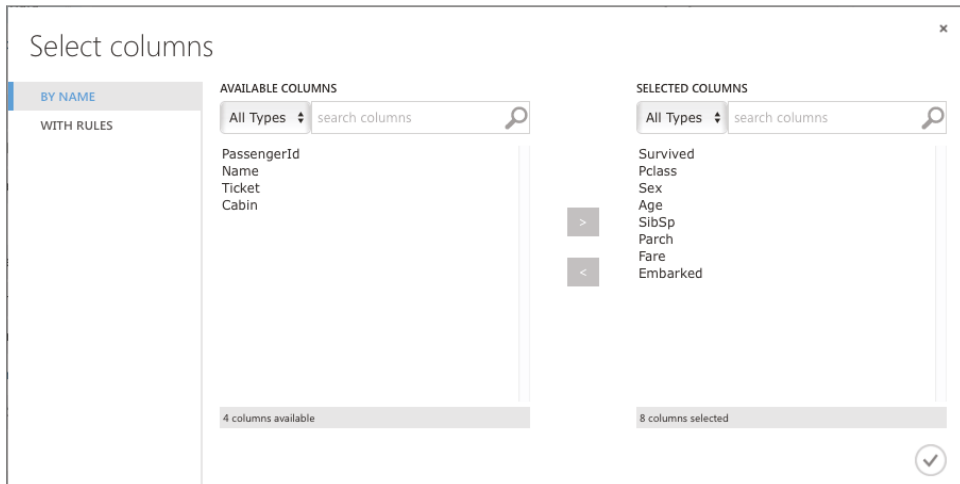 Select columns
×
BY NAME
WITH RULES
AVAILABLE COLUMNS
All Types search columns
PassengerId
Name
Ticket
Cabin
4 columns available
>
<
SELECTED COLUMNS
All Types search columns
Survived
Pclass
Sex
Age
SibSp
Parch
Fare
Embarked
8 columns selected